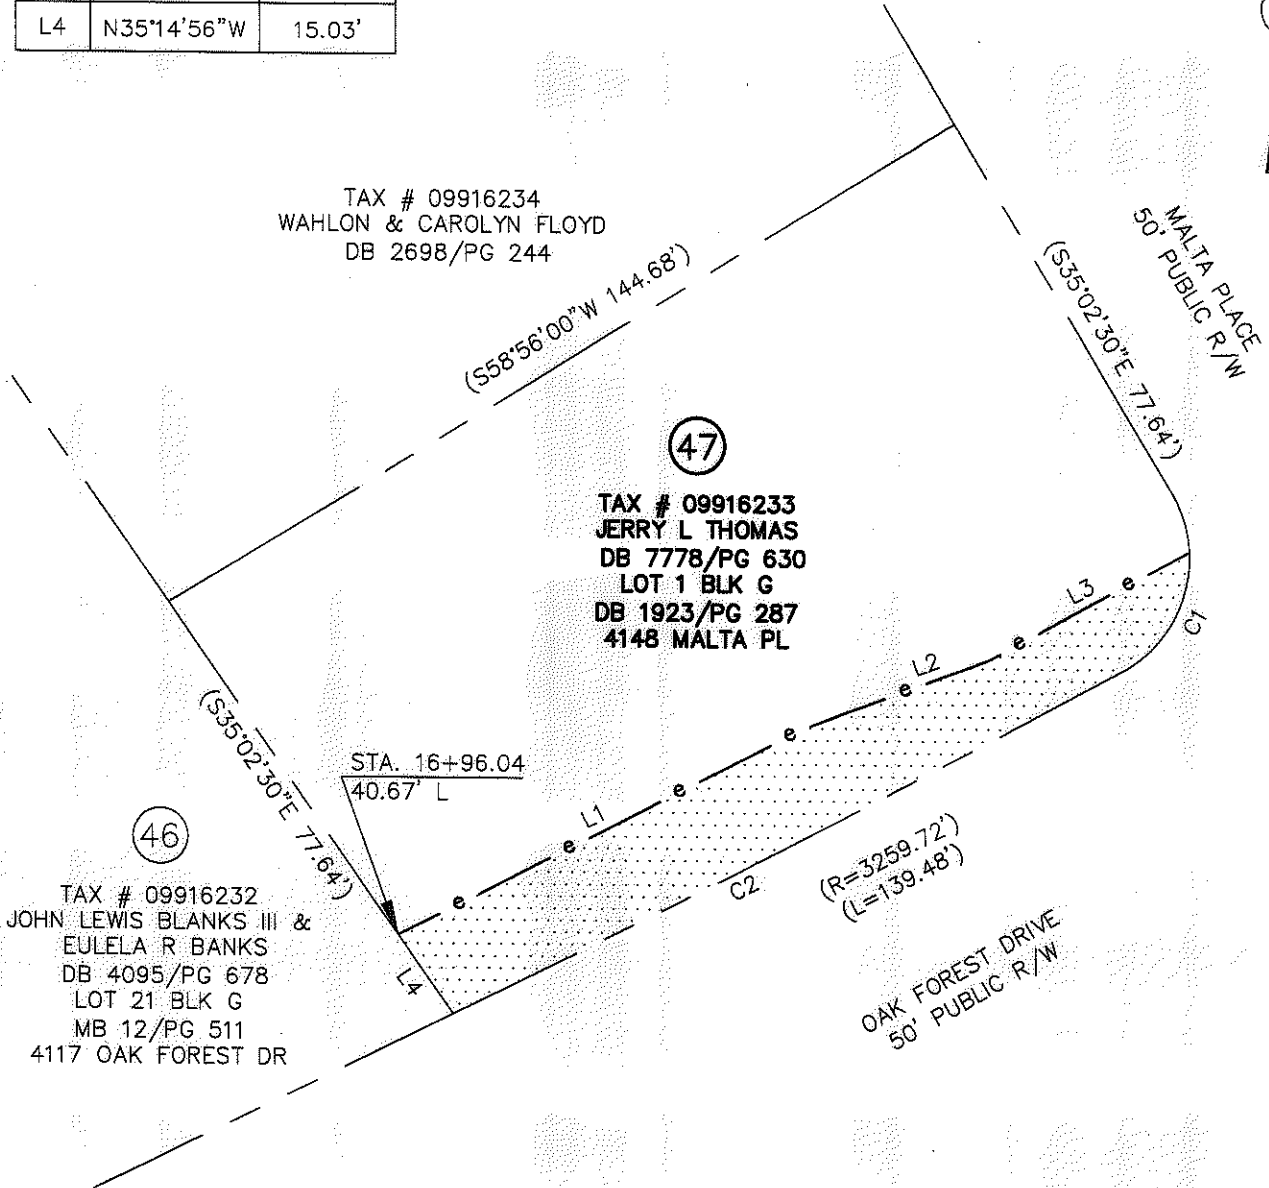 L4 N35°14'56"W 15.03'
TAX # 09916234
WAHLON & CAROLYN FLOYD
DB 2698/PG 244
(S58°56'00"W 144.68')
MALTA PLACE
50' PUBLIC R/W
(S35°02'30"E 77.64')
47
TAX # 09916233
JERRY L THOMAS
DB 7778/PG 630
LOT 1 BLK G
DB 1923/PG 287
4148 MALTA PL
L3
e
C1
e
L2
e
e
(S35°02'30"E 77.64')
STA. 16+96.04
40.67' L
e
L1
e
e
46
TAX # 09916232
JOHN LEWIS BLANKS III &
EULELA R BANKS
DB 4095/PG 678
LOT 21 BLK G
MB 12/PG 511
4117 OAK FOREST DR
L4
C2
(R=3259.72')
(L=139.48')
OAK FOREST DRIVE
50' PUBLIC R/W